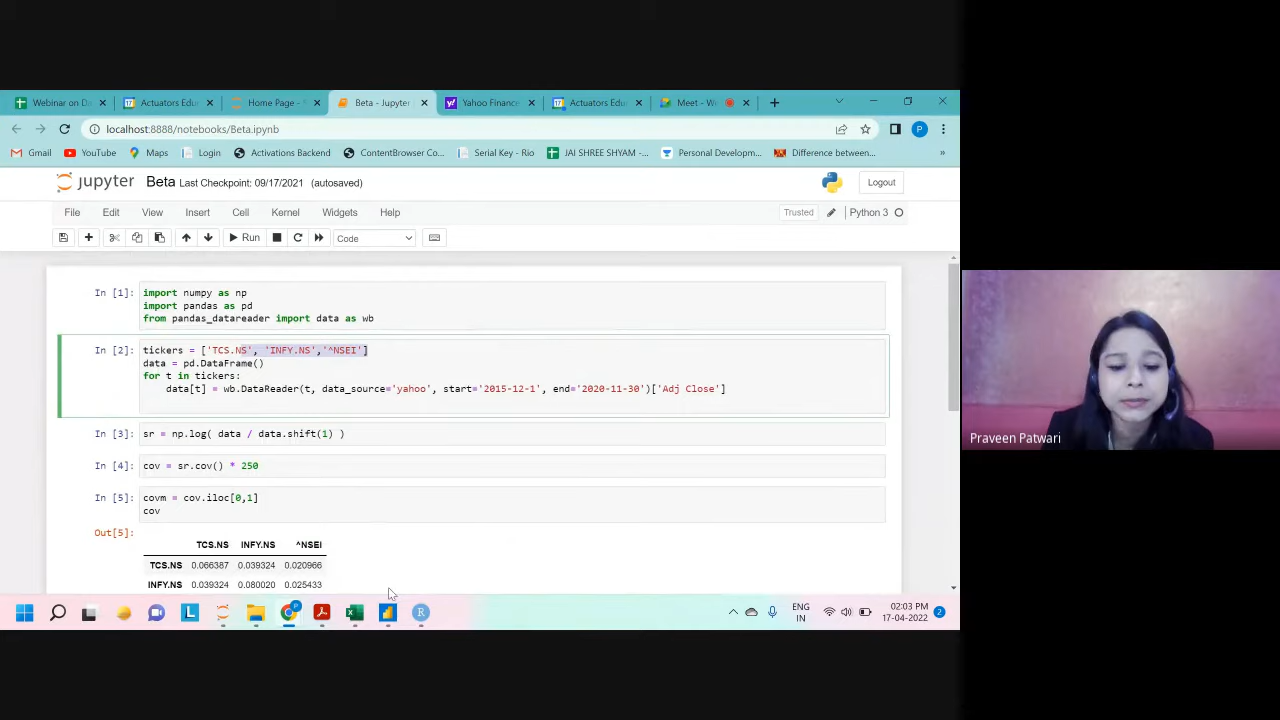 Webinar on Da
Actuators Edu
Home Page -
Beta - Jupyter
Yahoo Finance
Actuators Edu
Meet - W
localhost:8888/notebooks/Beta.ipynb
Gmail
YouTube
Maps
Login
Activations Backend
ContentBrowser Co...
Serial Key - Rio
JAI SHREE SHYAM -...
Personal Developm...
Difference between...
jupyter
Beta Last Checkpoint: 09/17/2021 (autosaved)
Logout
File Edit View Insert Cell Kernel Widgets Help
Trusted
Python 3
Run
Code
In [1]: import numpy as np
import pandas as pd
from pandas_datareader import data as wb
In [2]: tickers = ['TCS.NS', 'INFY.NS','^NSEI']
data = pd.DataFrame()
for t in tickers:
data[t] = wb.DataReader(t, data_source='yahoo', start='2015-12-1', end='2020-11-30')['Adj Close']
In [3]: sr = np.log( data / data.shift(1) )
In [4]: cov = sr.cov() * 250
In [5]: covm = cov.iloc[0,1]
cov
Out[5]:
TCS.NS INFY.NS ^NSEI
TCS.NS 0.066387 0.039324 0.020966
INFY.NS 0.039324 0.080020 0.025433
ENG
IN
02:03 PM
17-04-2022
2
Praveen Patwari